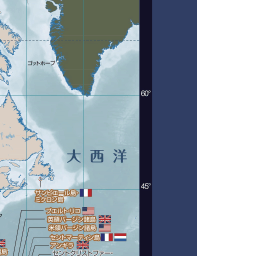 ゴットホープ
60°
大西洋
45°
サンピエール島・
ミクロン島
プエルトリコ
英領バージン諸島
米領バージン諸島
セントマーティン島
アンギラ
セントクリストファー・